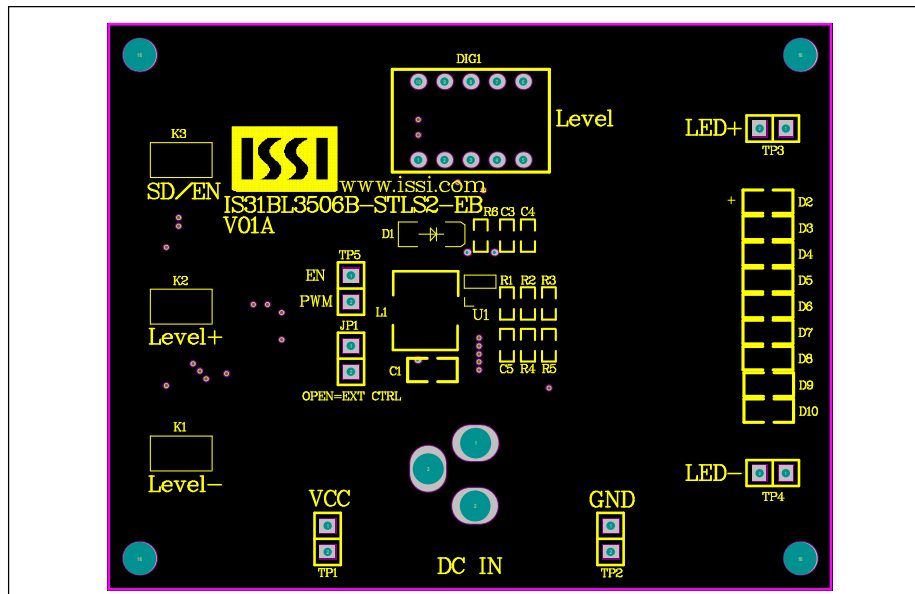 DIG1
Level
LED+
TP3
K3
SD/EN
ISSI
www.issi.com
IS31BL3506B-STLS2-EB
V01A
R6 C3 C4
D1
+
D2
D3
D4
D5
D6
D7
D8
D9
D10
TP5
EN
PWM
K2
Level+
L1
U1
R1 R2 R3
JP1
C1
C5 R4 R5
OPEN=EXT CTRL
K1
Level-
LED-
TP4
VCC
TP1
DC IN
GND
TP2